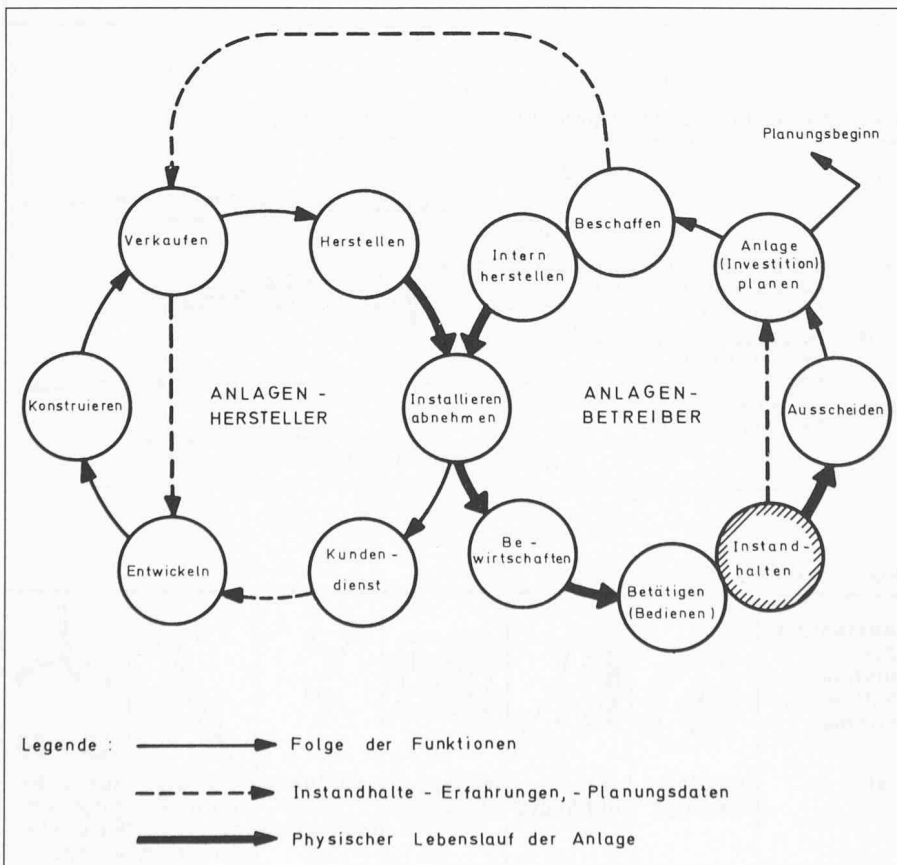 Planungsbeginn
Verkaufen
Herstellen
Intern
herstellen
Beschaffen
Anlage
(Investition)
planen
Konstruieren
ANLAGEN -
HERSTELLER
Installieren
abnehmen
ANLAGEN-
BETREIBER
Ausscheiden
Entwickeln
Kunden-
dienst
Be-
wirtschaften
Betätigen
(Bedienen)
Instand-
halten
Legende :
Folge der Funktionen
Instandhalte - Erfahrungen, - Planungsdaten
Physischer Lebenslauf der Anlage